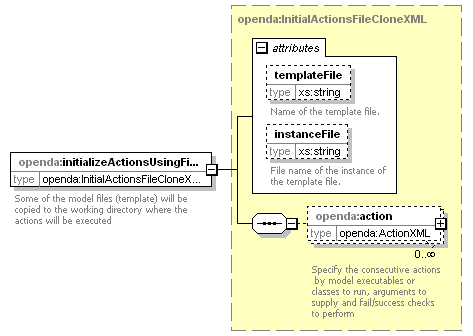 openda:InitialActionsFileCloneXML
attributes
templateFile
type xs:string
Name of the template file.
instanceFile
type xs:string
File name of the instance of
the template file.
openda:initializeActionsUsingFi...
type openda:InitialActionsFileCloneX...
Some of the model files (template) will be
copied to the working directory where the
actions will be executed
openda:action
type openda:ActionXML
0..∞
Specify the consecutive actions
by model executables or
classes to run, arguments to
supply and fail/success checks
to perform